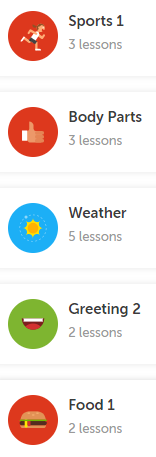 Sports 1
3 lessons
Body Parts
3 lessons
Weather
5 lessons
Greeting 2
2 lessons
Food 1
2 lessons